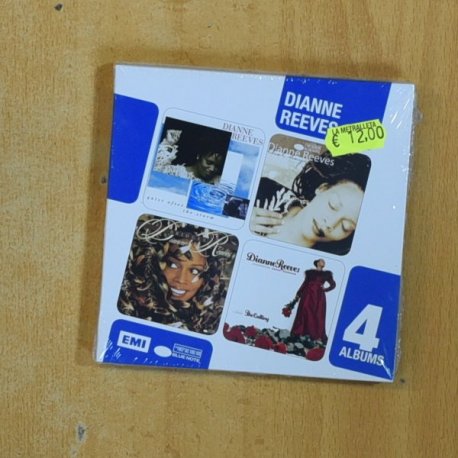 DIANNE
REEVES
LA METRALLETA
€ 12,00
DIANNE
REEVES
quiet after
the storm
Dianne Reeves
Dianne Reeves
The Calling
4
ALBUMS
EMI
BLUE NOTE